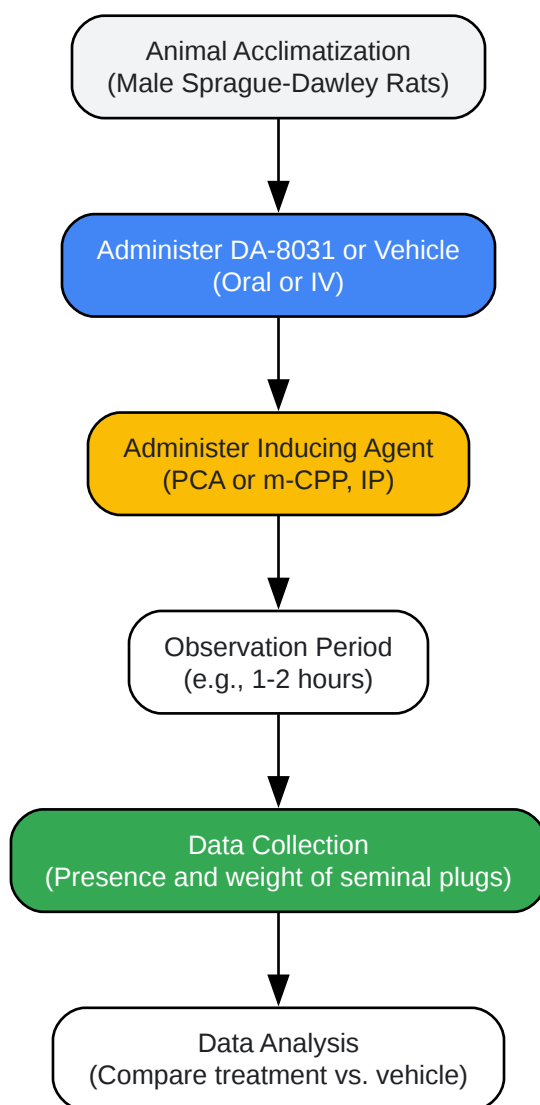 Animal Acclimatization
(Male Sprague-Dawley Rats)
Administer DA-8031 or Vehicle
(Oral or IV)
Administer Inducing Agent
(PCA or m-CPP, IP)
Observation Period
(e.g., 1-2 hours)
Data Collection
(Presence and weight of seminal plugs)
Data Analysis
(Compare treatment vs. vehicle)